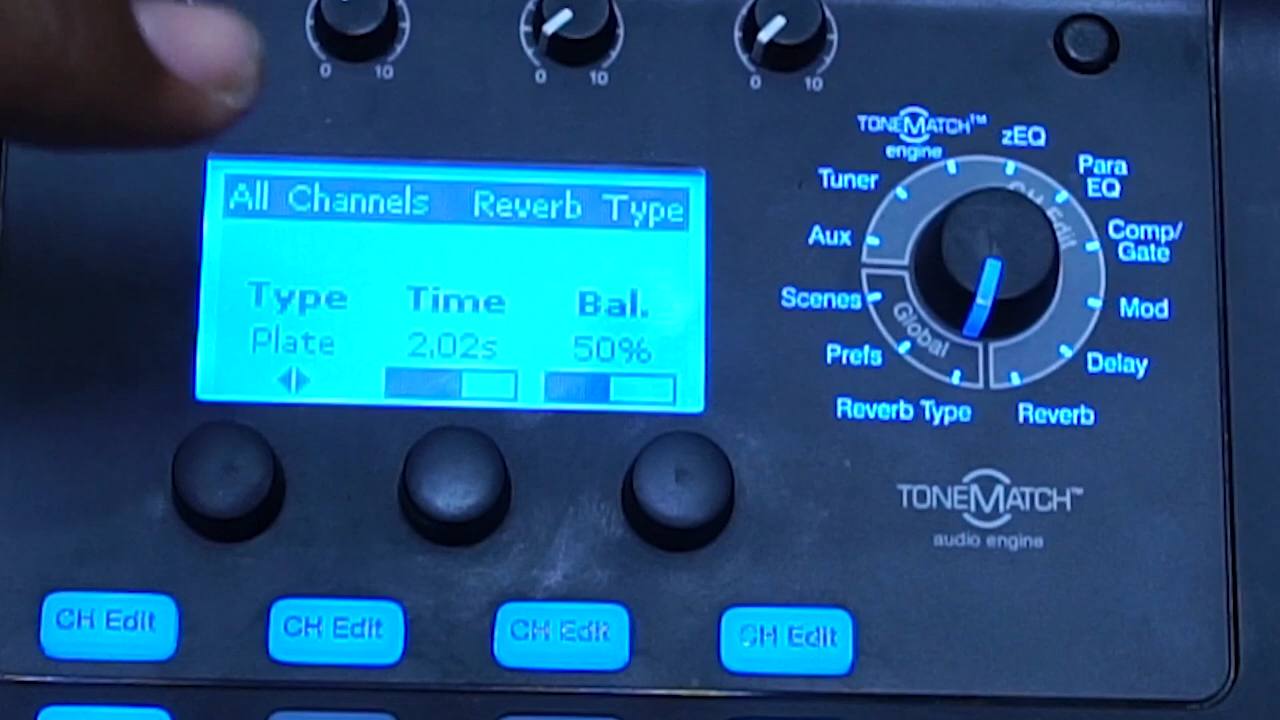 0 10
0 10
0 10
TONEMATCH™
engine
zEQ
Para
EQ
Tuner
Comp/
Gate
Aux
CH Edit
Scenes
Mod
Global
Prefs
Delay
Reverb Type
Reverb
All Channels Reverb Type
Type Time Bal.
Plate 2.02s 50%
TONEMATCH™
audio engine
CH Edit
CH Edit
CH Edit
CH Edit